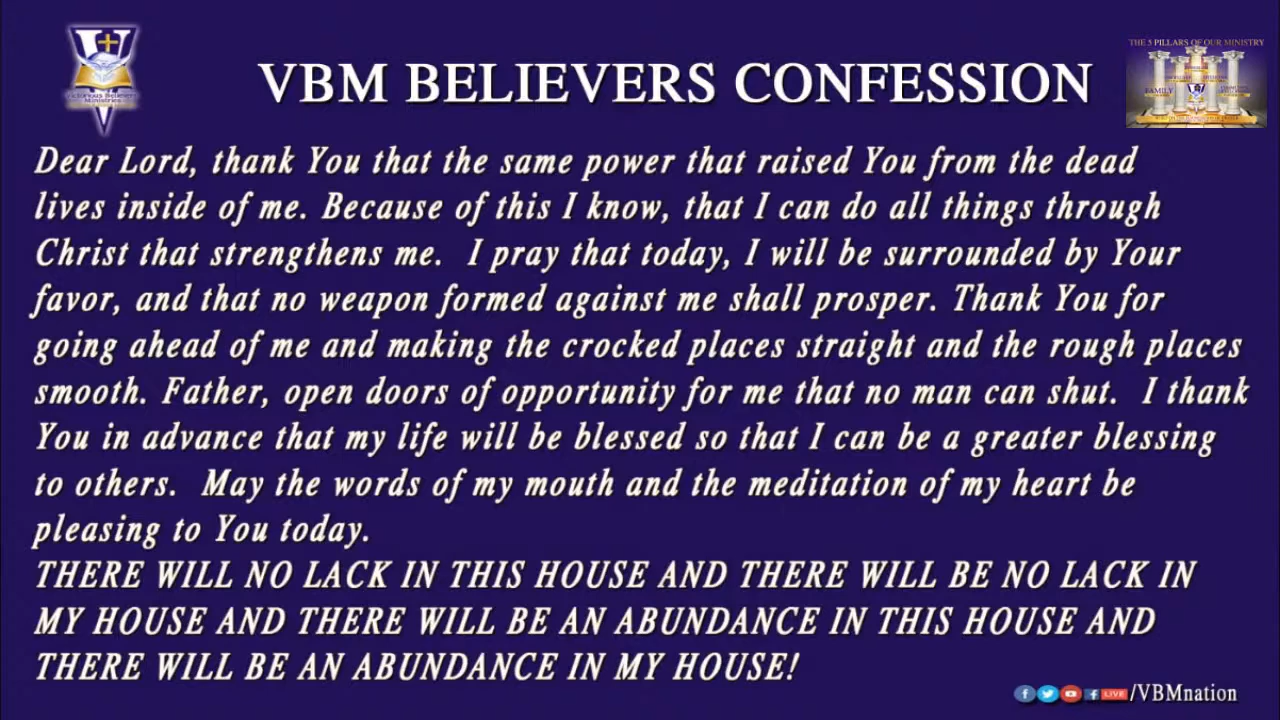 VBM BELIEVERS CONFESSION
THE 5 PILLARS OF OUR MINISTRY
FAMILY
Victorious Believers
Ministries
Dear Lord, thank You that the same power that raised You from the dead
lives inside of me. Because of this I know, that I can do all things through
Christ that strengthens me. I pray that today, I will be surrounded by Your
favor, and that no weapon formed against me shall prosper. Thank You for
going ahead of me and making the crocked places straight and the rough places
smooth. Father, open doors of opportunity for me that no man can shut. I thank
You in advance that my life will be blessed so that I can be a greater blessing
to others. May the words of my mouth and the meditation of my heart be
pleasing to You today.
THERE WILL NO LACK IN THIS HOUSE AND THERE WILL BE NO LACK IN
MY HOUSE AND THERE WILL BE AN ABUNDANCE IN THIS HOUSE AND
THERE WILL BE AN ABUNDANCE IN MY HOUSE!
LIVE /VBMnation